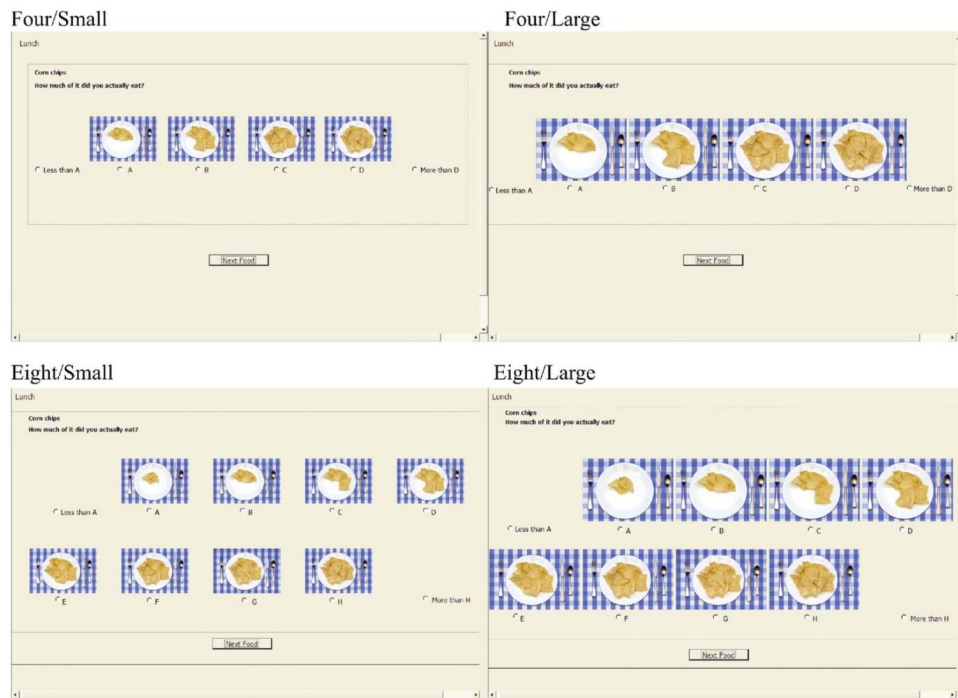 Four/Small
Lunch
Corn chips
How much of it did you actually eat?
Less than A A B C D More than D
Next Food
Four/Large
Lunch
Corn chips
How much of it did you actually eat?
Less than A A B C D More than D
Next Food
Eight/Small
Lunch
Corn chips
How much of it did you actually eat?
Less than A A B C D
E F G H More than H
Next Food
Eight/Large
Lunch
Corn chips
How much of it did you actually eat?
Less than A A B C D
E F G H More than H
Next Food